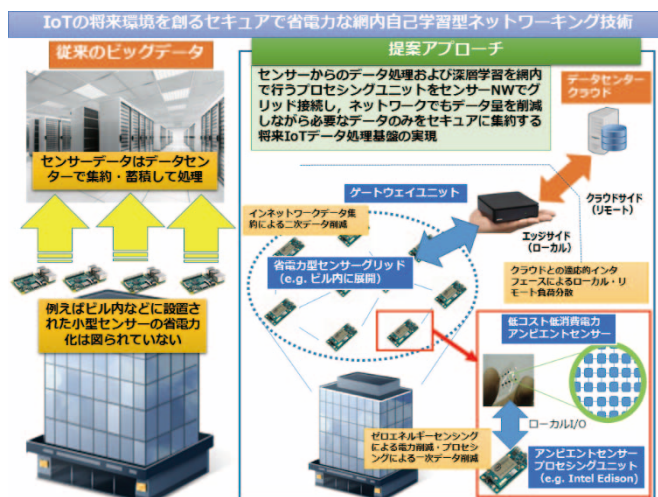 IoTの将来環境を創るセキュアで省電力な網内自己学習型ネットワーキング技術
従来のビッグデータ
センサーデータはデータセン
ターで集約・蓄積して処理
例えばビル内などに設置さ
れた小型センサーの省電力
化は図られていない
提案アプローチ
センサーからのデータ処理および深層学習を網内
で行うプロセシングユニットをセンサーNWでグ
リッド接続し，ネットワークでもデータ量を削減
しながら必要なデータのみをセキュアに集約する
将来IoTデータ処理基盤の実現
データセンター
クラウド
クラウドサイド
（リモート）
ゲートウェイユニット
エッジサイド
（ローカル）
インネットワークデータ集
約による二次データ削減
省電力型センサーグリッド
（e.g. ビル内に展開）
クラウドとの適応的インタ
フェースによるローカル・リ
モート負荷分散
低コスト低消費電力
アンビエントセンサー
ローカルI/O
ゼロエネルギーセンシング
による電力削減・プロセシ
ングによる一次データ削減
アンビエントセンサー
プロセシングユニット
（e.g. Intel Edison）